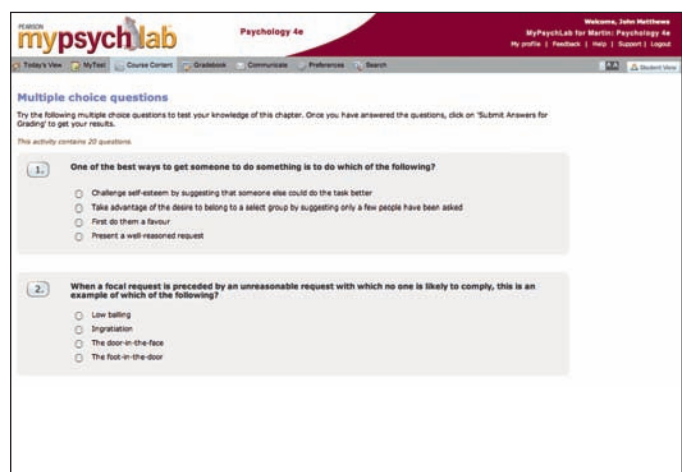 PEARSON
mypsychlab
Psychology 4e
Welcome, John Matthews
MyPsychLab for Martin: Psychology 4e
My profile | Feedback | Help | Support | Logout
Today's View MyTest Course Content Gradebook Communicate Preferences Search
Student View
Multiple choice questions
Try the following multiple choice questions to test your knowledge of this chapter. Once you have answered the questions, click on 'Submit Answers for
Grading' to get your results.
This activity contains 20 questions.
1. One of the best ways to get someone to do something is to do which of the following?
Challenge self-esteem by suggesting that someone else could do the task better
Take advantage of the desire to belong to a select group by suggesting only a few people have been asked
First do them a favour
Present a well-reasoned request
2. When a focal request is preceded by an unreasonable request with which no one is likely to comply, this is an
example of which of the following?
Low balling
Ingratiation
The door-in-the-face
The foot-in-the-door